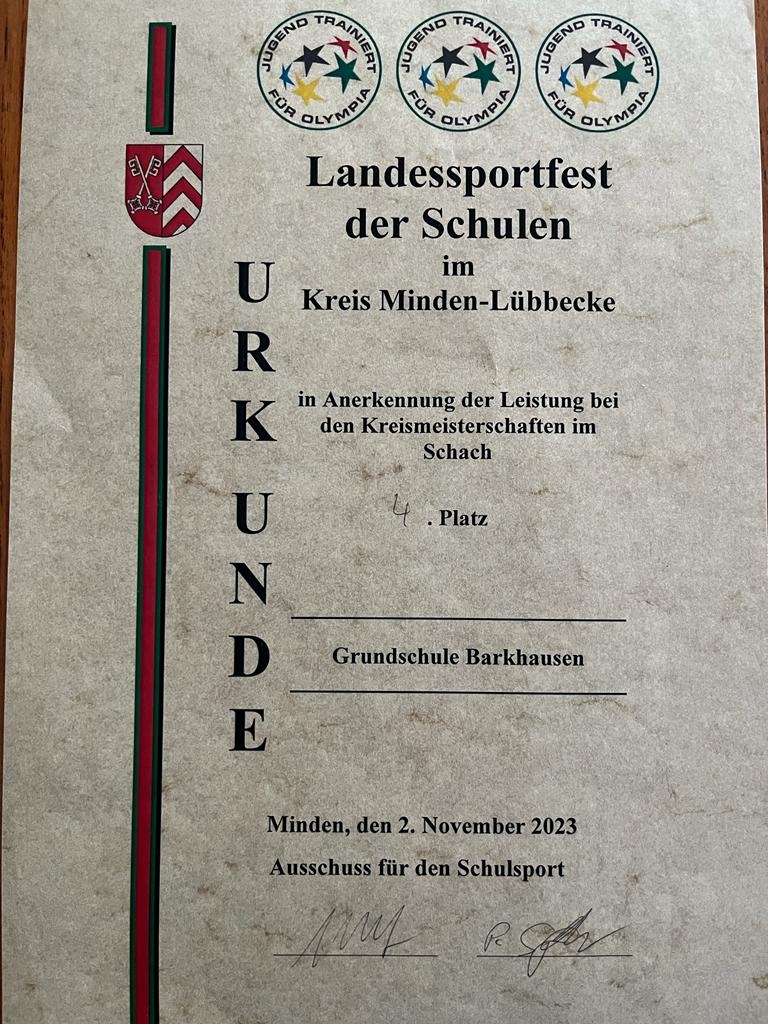 JUGEND TRAINIERT FÜR OLYMPIA
JUGEND TRAINIERT FÜR OLYMPIA
JUGEND TRAINIERT FÜR OLYMPIA
Landessportfest
der Schulen
im
Kreis Minden-Lübbecke
URKUNDE
in Anerkennung der Leistung bei
den Kreismeisterschaften im
Schach
4 . Platz
Grundschule Barkhausen
Minden, den 2. November 2023
Ausschuss für den Schulsport